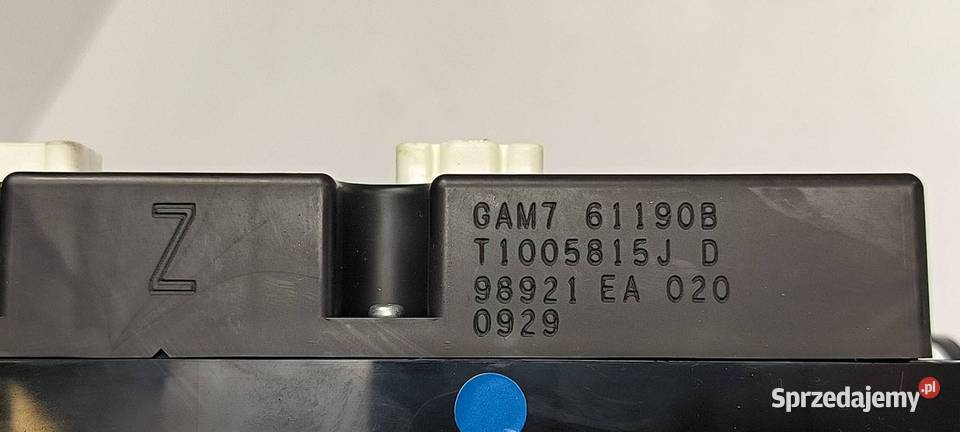 Z
GAM7 61190B
T1005815J D
98921 EA 020
0929
Sprzedajemy.pl